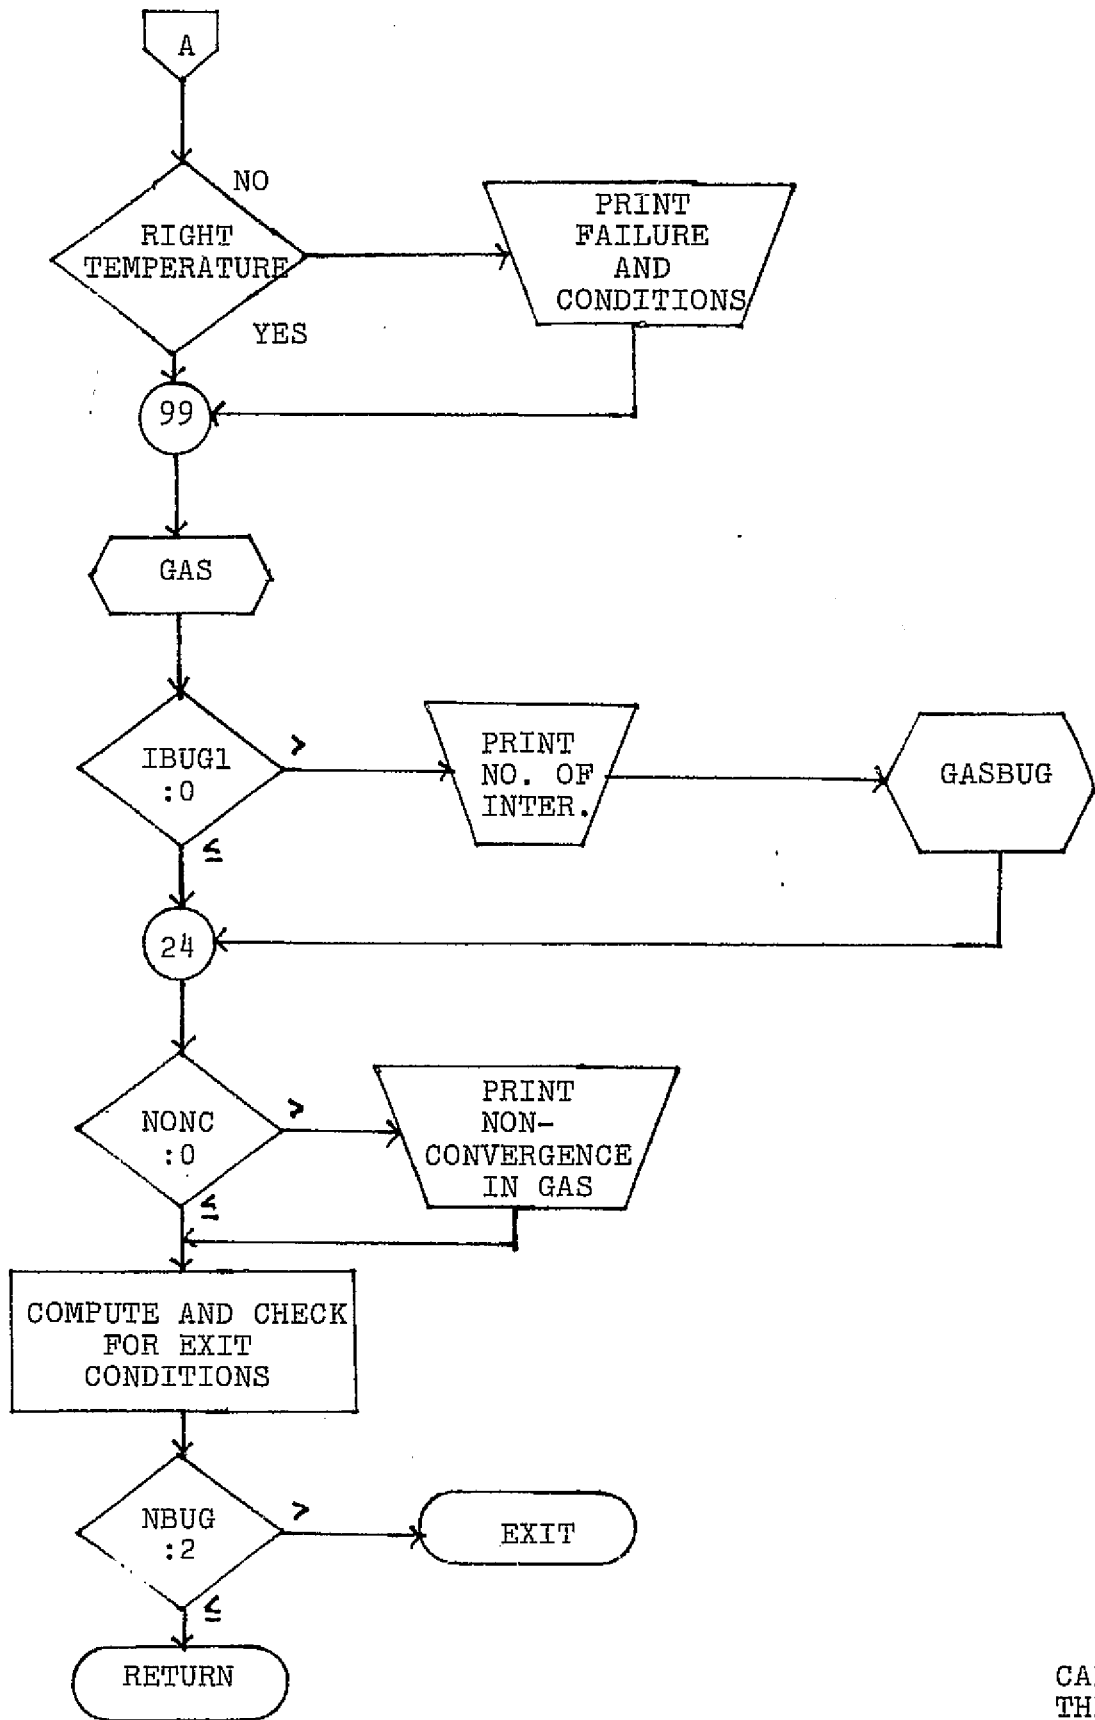 A
NO
RIGHT
TEMPERATURE
YES
PRINT
FAILURE
AND
CONDITIONS
99
GAS
IBUG1
:0
>
≤
PRINT
NO. OF
INTER.
GASBUG
24
NONC
:0
>
≤
PRINT
NON-
CONVERGENCE
IN GAS
COMPUTE AND CHECK
FOR EXIT
CONDITIONS
NBUG
:2
>
≤
EXIT
RETURN